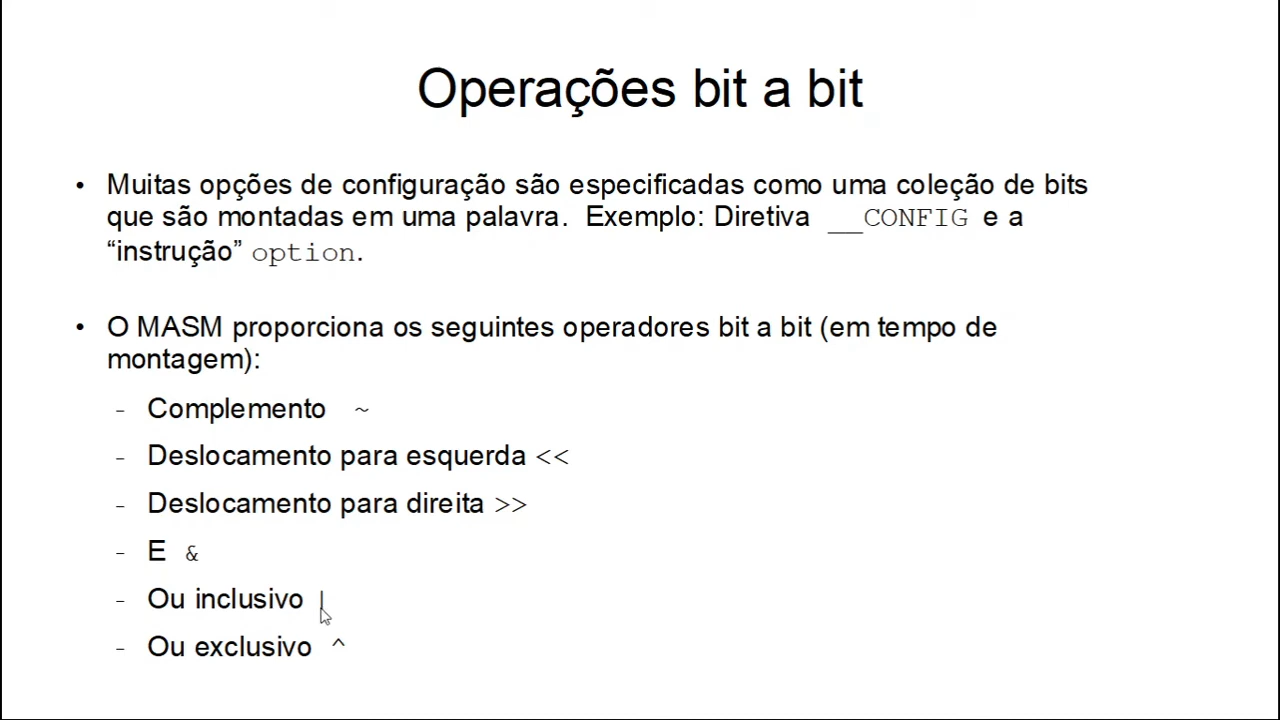 Operações bit a bit
• Muitas opções de configuração são especificadas como uma coleção de bits
que são montadas em uma palavra. Exemplo: Diretiva __CONFIG e a
“instrução” option.
• O MASM proporciona os seguintes operadores bit a bit (em tempo de
montagem):
- Complemento ~
- Deslocamento para esquerda <<
- Deslocamento para direita >>
- E &
- Ou inclusivo |
- Ou exclusivo ^